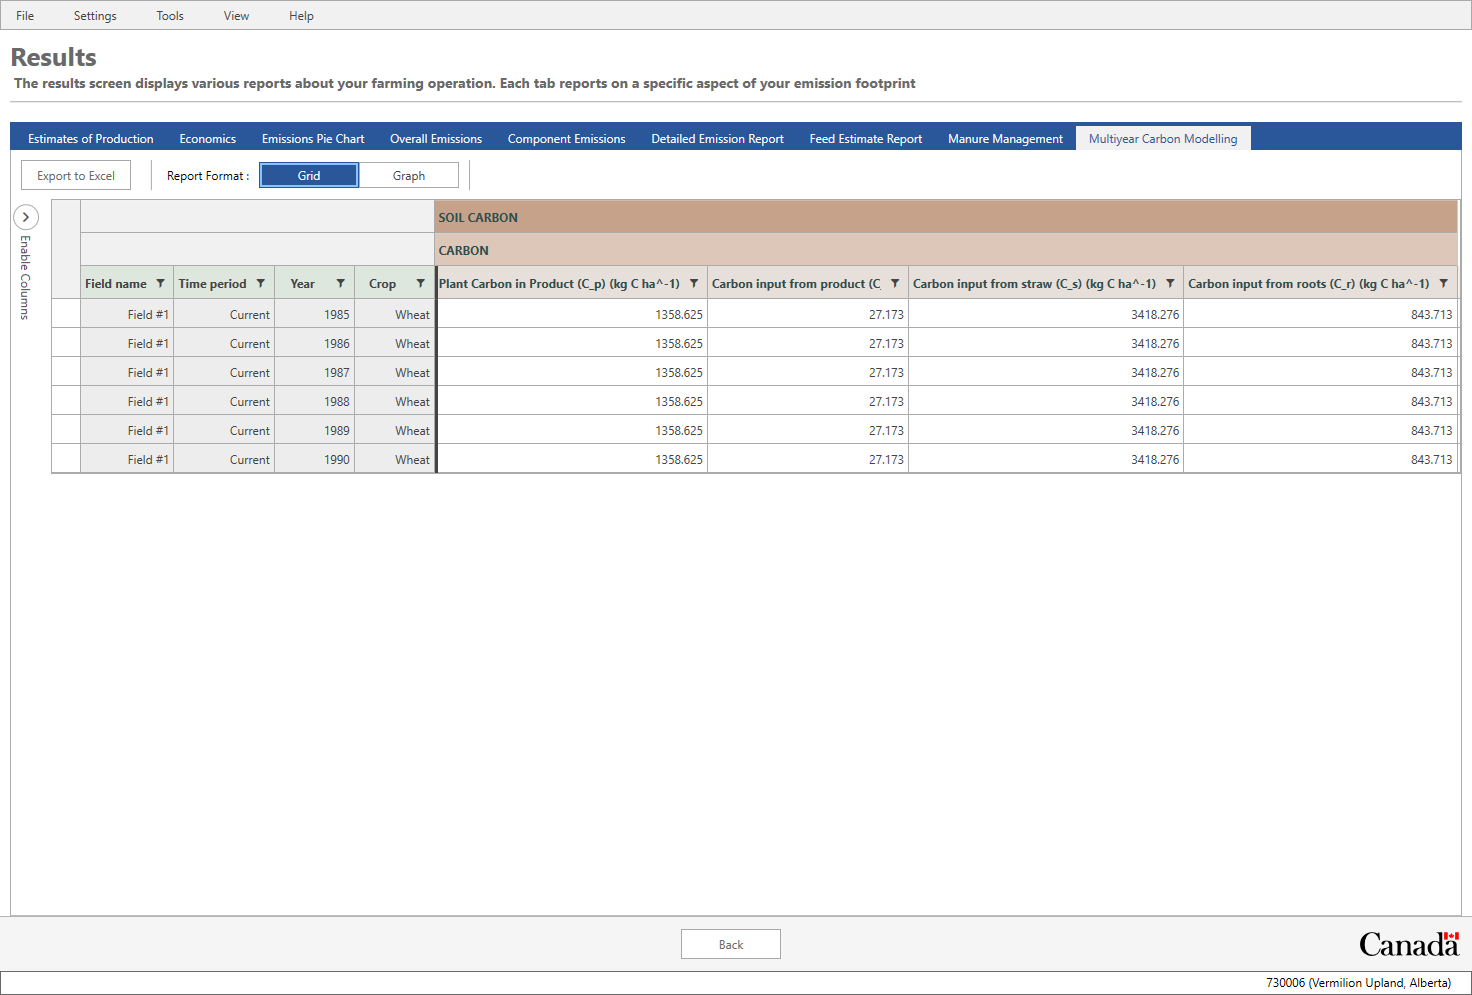 File Settings Tools View Help
Results
The results screen displays various reports about your farming operation. Each tab reports on a specific aspect of your emission footprint
Estimates of Production Economics Emissions Pie Chart Overall Emissions Component Emissions Detailed Emission Report Feed Estimate Report Manure Management Multiyear Carbon Modelling
Export to Excel Report Format : Grid Graph
Enable Columns
SOIL CARBON
CARBON
Field name Time period Year Crop Plant Carbon in Product (C_p) (kg C ha^-1) Carbon input from product (C_ Carbon input from straw (C_s) (kg C ha^-1) Carbon input from roots (C_r) (kg C ha^-1)
Field #1 Current 1985 Wheat 1358.625 27.173 3418.276 843.713
Field #1 Current 1986 Wheat 1358.625 27.173 3418.276 843.713
Field #1 Current 1987 Wheat 1358.625 27.173 3418.276 843.713
Field #1 Current 1988 Wheat 1358.625 27.173 3418.276 843.713
Field #1 Current 1989 Wheat 1358.625 27.173 3418.276 843.713
Field #1 Current 1990 Wheat 1358.625 27.173 3418.276 843.713
Back
Canada
730006 (Vermilion Upland, Alberta)